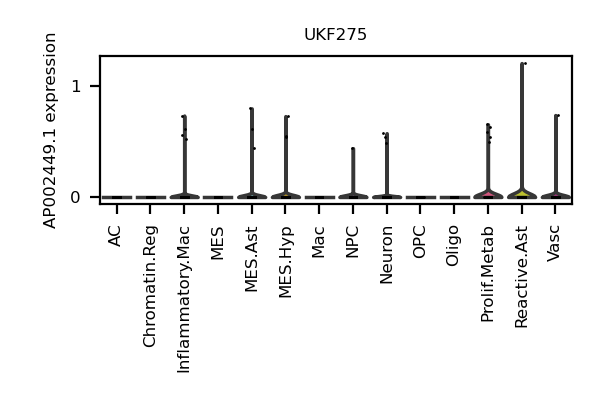 UKF275
AP002449.1 expression
1
0
AC
Chromatin.Reg
Inflammatory.Mac
MES
MES.Ast
MES.Hyp
Mac
NPC
Neuron
OPC
Oligo
Prolif.Metab
Reactive.Ast
Vasc